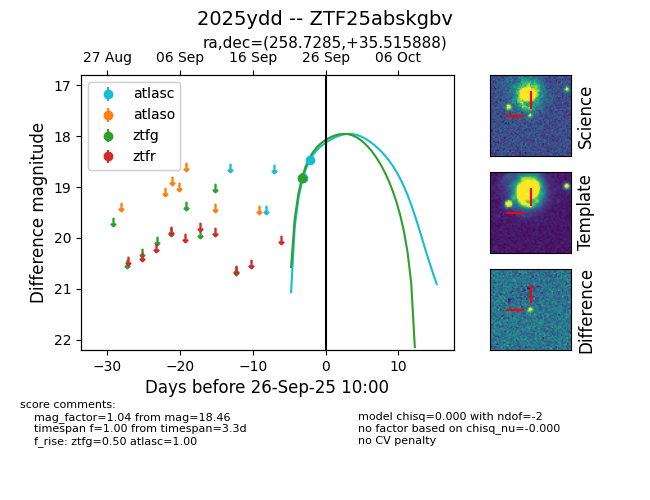 2025ydd -- ZTF25abskgbv
ra,dec=(258.7285,+35.515888)
27 Aug 06 Sep 16 Sep 26 Sep 06 Oct
atlasc
atlaso
ztfg
ztfr
17
18
19
20
21
22
Difference magnitude
−30 −20 −10 0 10
Days before 26-Sep-25 10:00
Science
Template
Difference
score comments:
mag_factor=1.04 from mag=18.46
timespan f=1.00 from timespan=3.3d
f_rise: ztfg=0.50 atlasc=1.00
model chisq=0.000 with ndof=-2
no factor based on chisq_nu=-0.000
no CV penalty